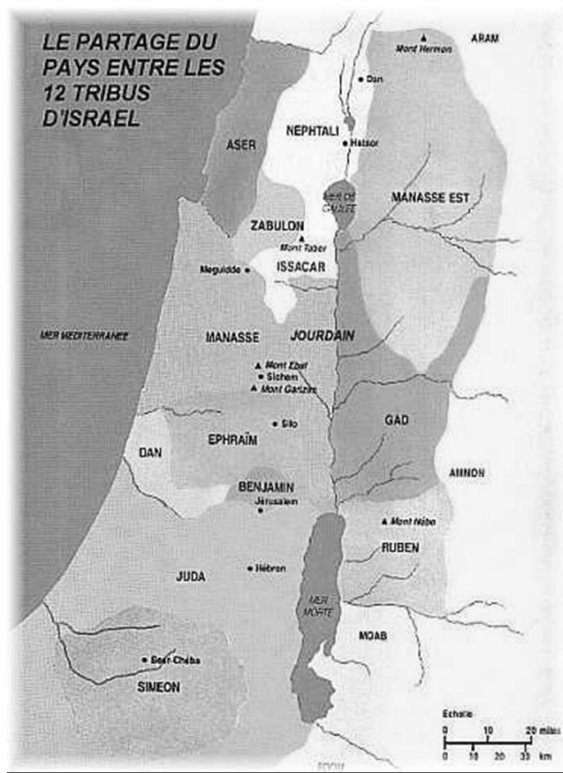 LE PARTAGE DU
PAYS ENTRE LES
12 TRIBUS
D'ISRAEL
Mont Hermon
ARAM
Dan
NEPHTALI
ASER
Hatsor
MER DE
GALILÉE
MANASSE EST
ZABULON
Mont Tabor
ISSACAR
Meguiddo
MER MEDITERRANÉE
MANASSE
JOURDAIN
Mont Ebal
Sichem
Mont Garizim
Silo
EPHRAÏM
GAD
DAN
AMMON
BENJAMIN
Jérusalem
Mont Nébo
RUBEN
Hébron
JUDA
MER
MORTE
MOAB
Beer-Cheba
SIMEON
Echelle
0 10 20 miles
0 10 20 30 km
EDOM